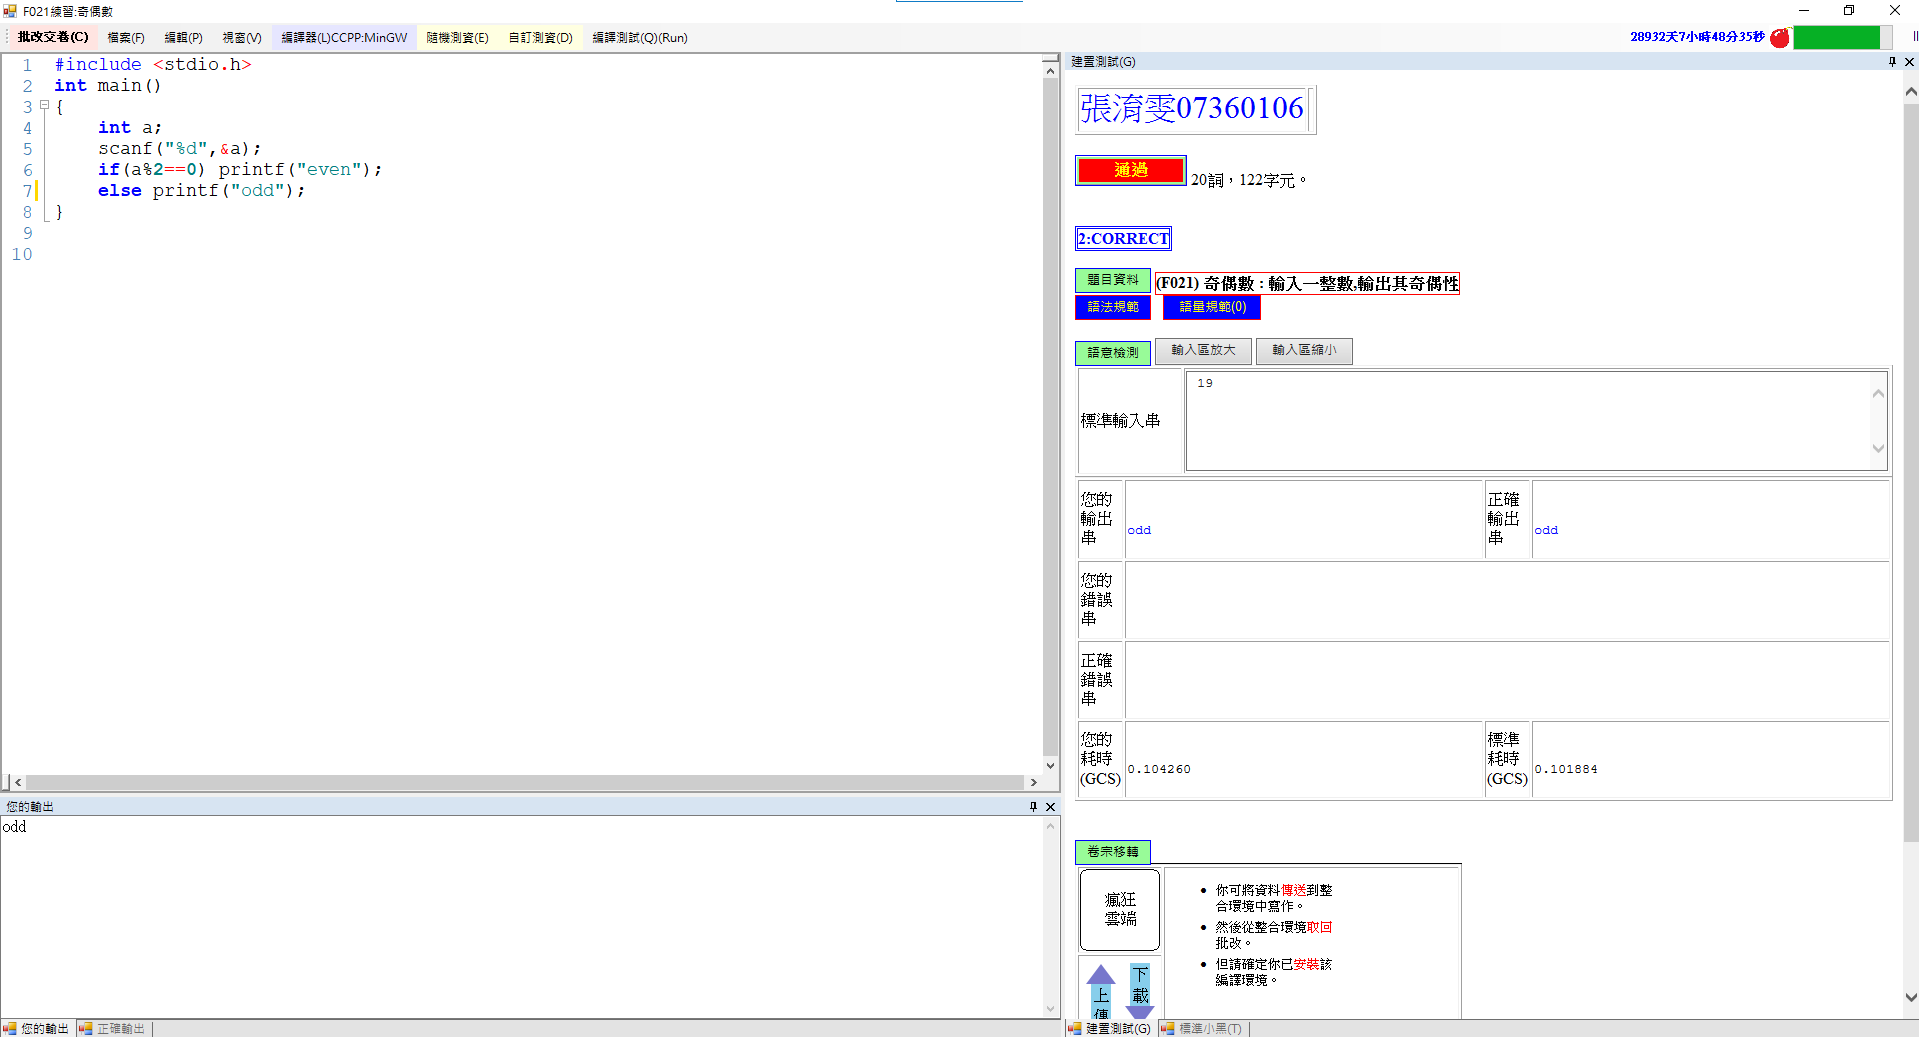 F021練習:奇偶數
批改交卷(C) 檔案(F) 編輯(P) 視窗(V) 編譯器(L)CCPP:MinGW 隨機測資(E) 自訂測資(D) 編譯測試(Q)(Run) 28932天7小時48分35秒
1 #include <stdio.h>
2 int main()
3 {
4 int a;
5 scanf("%d",&a);
6 if(a%2==0) printf("even");
7 else printf("odd");
8 }
9
10
您的輸出
odd
您的輸出 正確輸出
建置測試(G)
張淯雯07360106
通過 20詞，122字元。
2:CORRECT
題目資料 (F021) 奇偶數 : 輸入一整數,輸出其奇偶性
語法規範 語量規範(0)
語意檢測 輸入區放大 輸入區縮小
標準輸入串 19
您的
輸出
串
odd
正確
輸出
串
odd
您的
錯誤
串
正確
錯誤
串
您的
耗時
(GCS)
0.104260
標準
耗時
(GCS)
0.101884
卷宗移轉
瘋狂
雲端
你可將資料傳送到整
合環境中寫作。
然後從整合環境取回
批改。
但請確定你已安裝該
編譯環境。
上
傳
下
載
建置測試(G) 標準小黑(T)